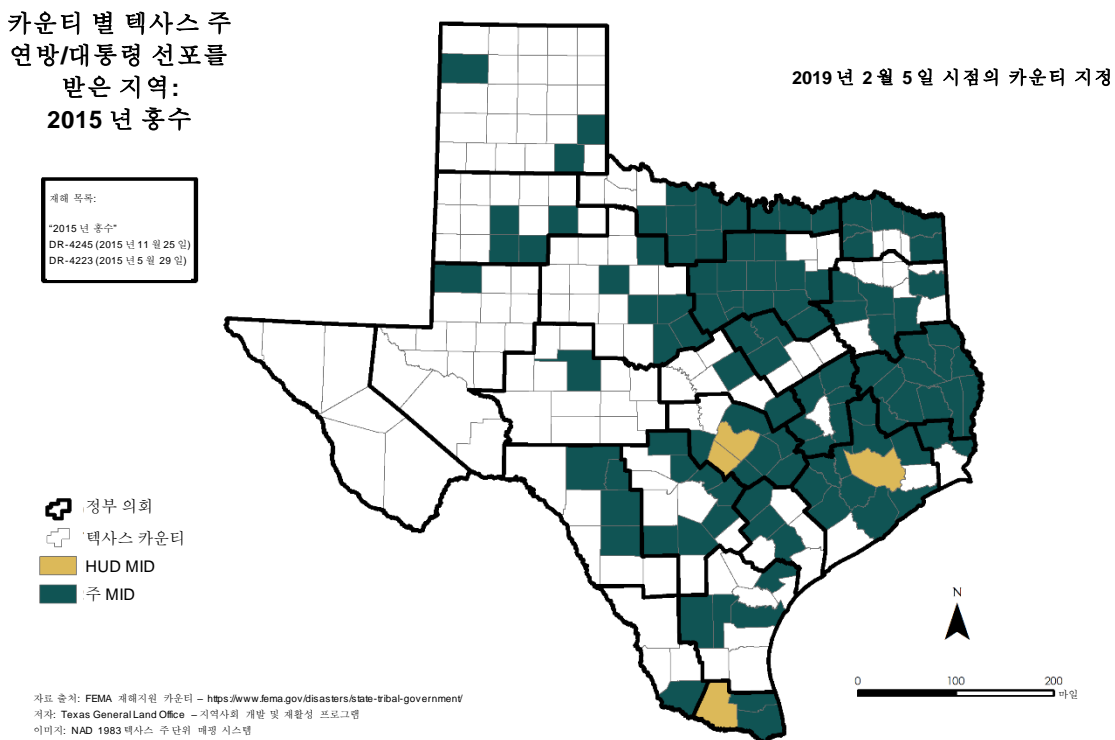 카운티 별 텍사스 주
연방/대통령 선포를
받은 지역:
2015 년 홍수
2019 년 2 월 5 일 시점의 카운티 지정
재해 목록:
“2015 년 홍수”
DR-4245 (2015 년 11 월 25 일)
DR-4223 (2015 년 5 월 29 일)
정부 의회
텍사스 카운티
HUD MID
주 MID
N
0 100 200
마일
자료 출처: FEMA 재해지원 카운티 – https://www.fema.gov/disasters/state-tribal-government/
저자: Texas General Land Office – 지역사회 개발 및 재활성 프로그램
이미지: NAD 1983 텍사스 주 단위 매핑 시스템